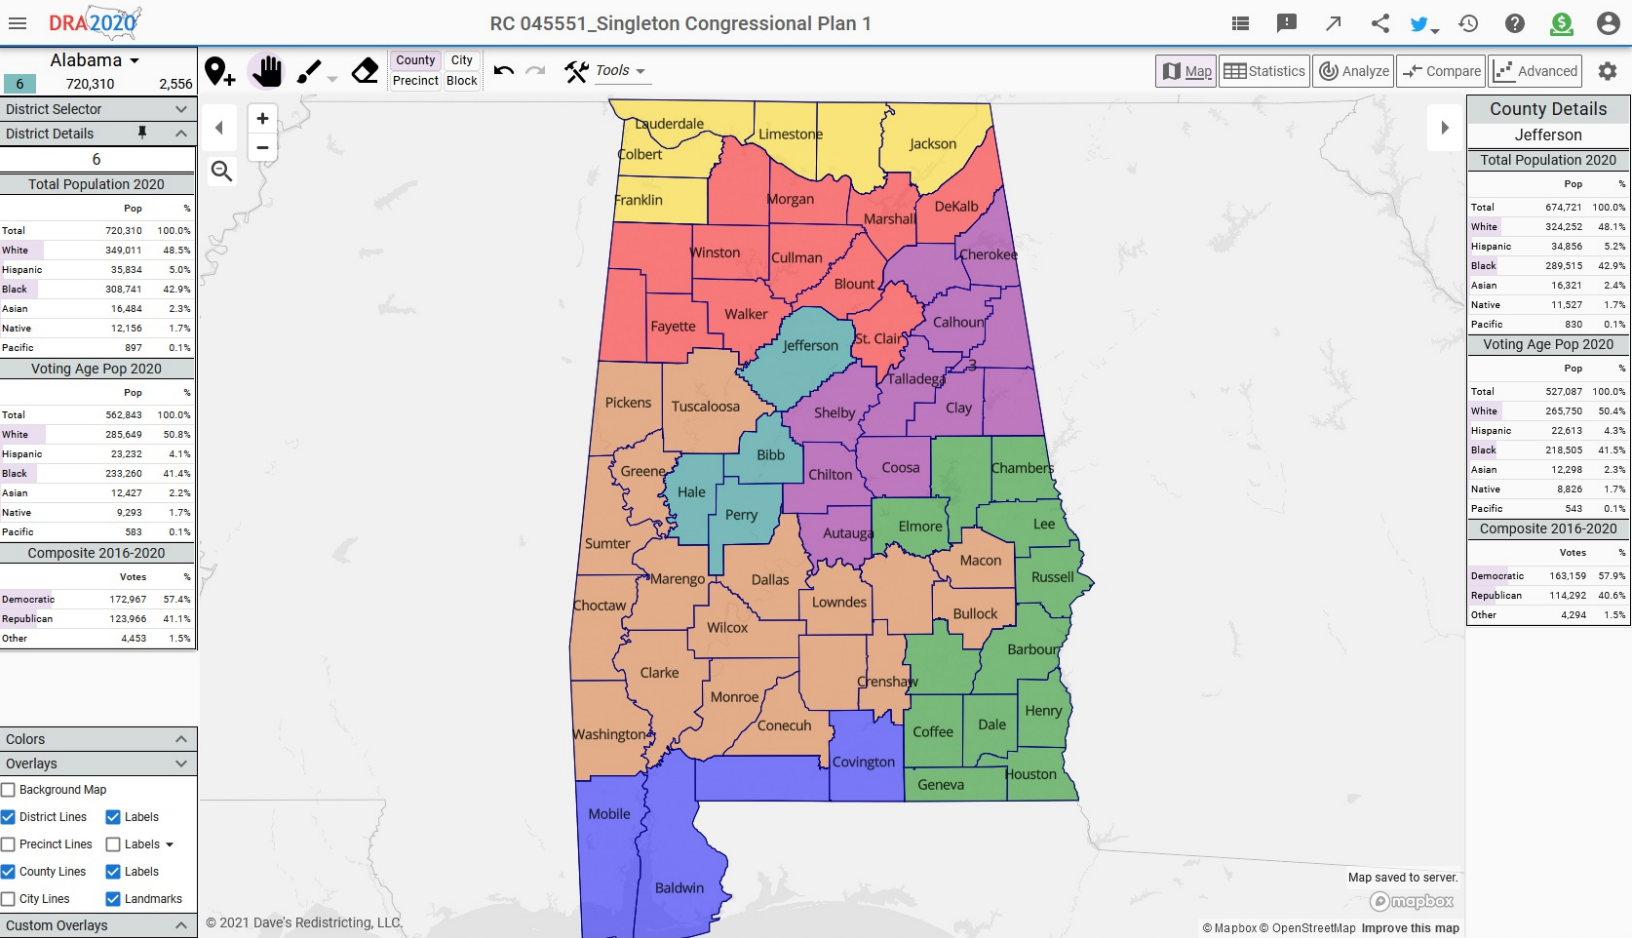 DRA2020
RC 045551_Singleton Congressional Plan 1
Alabama
6 720,310 2,556
District Selector
District Details
6
Total Population 2020
Pop %
Total 720,310 100.0%
White 349,011 48.5%
Hispanic 35,834 5.0%
Black 308,741 42.9%
Asian 16,484 2.3%
Native 12,156 1.7%
Pacific 897 0.1%
Voting Age Pop 2020
Pop %
Total 562,843 100.0%
White 285,649 50.8%
Hispanic 23,232 4.1%
Black 233,260 41.4%
Asian 12,427 2.2%
Native 9,293 1.7%
Pacific 583 0.1%
Composite 2016-2020
Votes %
Democratic 172,967 57.4%
Republican 123,966 41.1%
Other 4,453 1.5%
Colors
Overlays
Background Map
District Lines Labels
Precinct Lines Labels
County Lines Labels
City Lines Landmarks
Custom Overlays
County City
Precinct Block
Tools
Map Statistics Analyze Compare Advanced
Lauderdale
Limestone
Jackson
Colbert
Franklin
Morgan
Marshall
DeKalb
Winston
Cullman
Cherokee
Blount
Walker
Fayette
Calhoun
St. Clair
Jefferson
3
Talladega
Pickens
Tuscaloosa
Shelby
Clay
Bibb
Greene
Chilton
Coosa
Chambers
Hale
Perry
Elmore
Lee
Autauga
Sumter
Macon
Marengo
Dallas
Russell
Choctaw
Lowndes
Bullock
Wilcox
Barbour
Clarke
Crenshaw
Monroe
Henry
Conecuh
Coffee
Dale
Washington
Covington
Houston
Geneva
Mobile
Baldwin
© 2021 Dave's Redistricting, LLC.
Map saved to server.
mapbox
© Mapbox © OpenStreetMap Improve this map
County Details
Jefferson
Total Population 2020
Pop %
Total 674,721 100.0%
White 324,252 48.1%
Hispanic 34,856 5.2%
Black 289,515 42.9%
Asian 16,321 2.4%
Native 11,527 1.7%
Pacific 830 0.1%
Voting Age Pop 2020
Pop %
Total 527,087 100.0%
White 265,750 50.4%
Hispanic 22,613 4.3%
Black 218,505 41.5%
Asian 12,298 2.3%
Native 8,826 1.7%
Pacific 543 0.1%
Composite 2016-2020
Votes %
Democratic 163,159 57.9%
Republican 114,292 40.6%
Other 4,294 1.5%